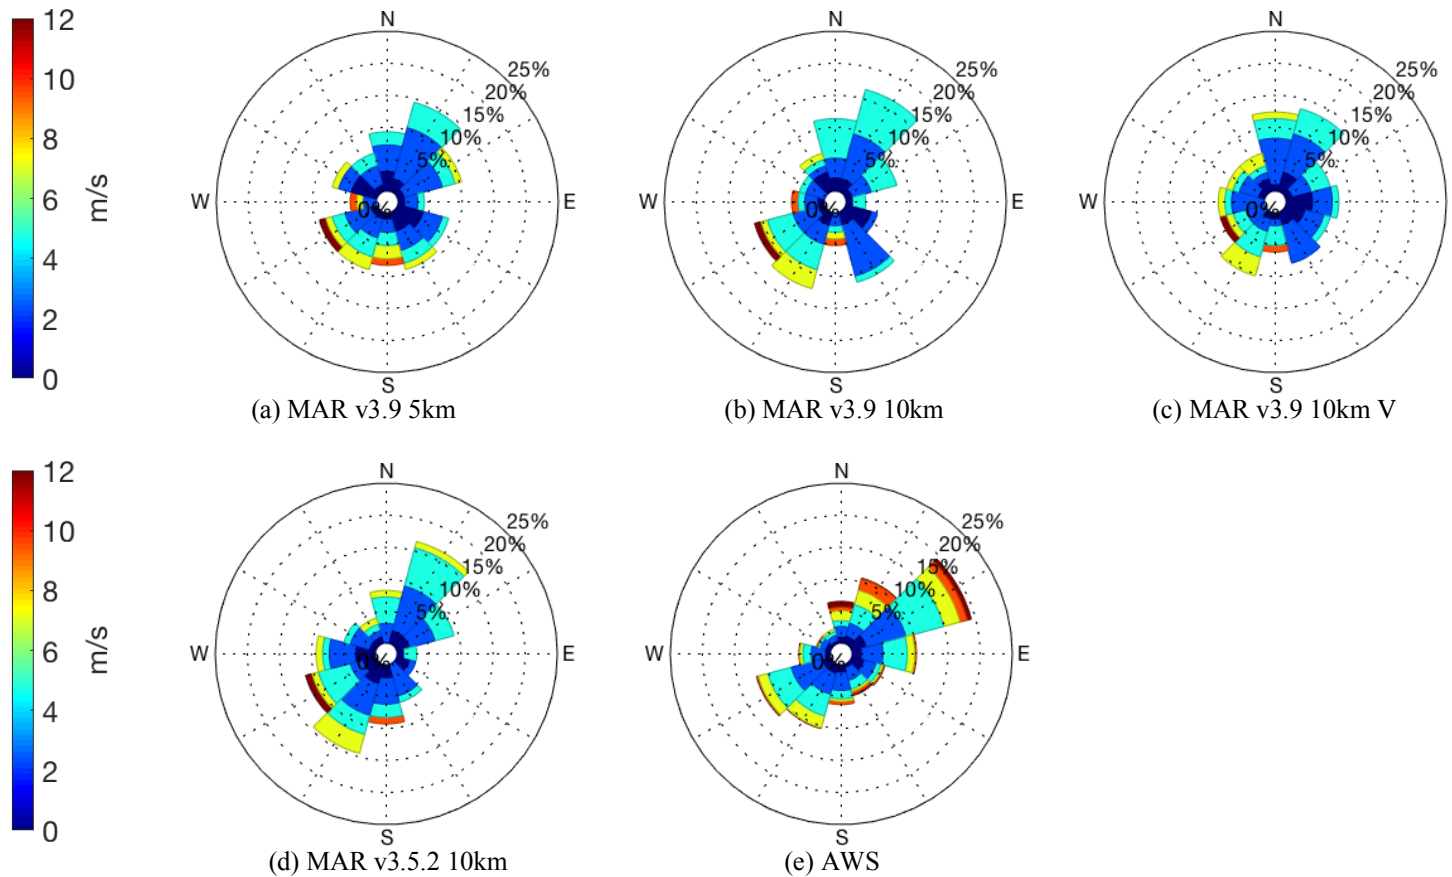 12
10
8
6
4
2
0
m/s
N
25%
20%
15%
10%
5%
0%
W
E
S
(a) MAR v3.9 5km
N
25%
20%
15%
10%
5%
0%
W
E
S
(b) MAR v3.9 10km
N
25%
20%
15%
10%
5%
0%
W
E
S
(c) MAR v3.9 10km V
12
10
8
6
4
2
0
m/s
N
25%
20%
15%
10%
5%
0%
W
E
S
(d) MAR v3.5.2 10km
N
25%
20%
15%
10%
5%
0%
W
E
S
(e) AWS